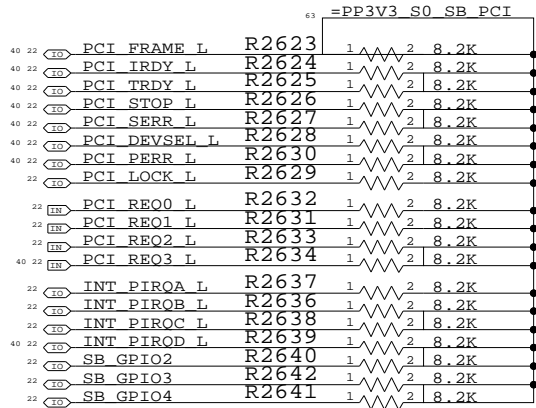 63 =PP3V3_S0_SB_PCI
40 22 IO PCI_FRAME_L R2623 1 2 8.2K
40 22 IO PCI_IRDY_L R2624 1 2 8.2K
40 22 IO PCI_TRDY_L R2625 1 2 8.2K
40 22 IO PCI_STOP_L R2626 1 2 8.2K
40 22 IO PCI_SERR_L R2627 1 2 8.2K
40 22 IO PCI_DEVSEL_L R2628 1 2 8.2K
40 22 IO PCI_PERR_L R2630 1 2 8.2K
22 IO PCI_LOCK_L R2629 1 2 8.2K
22 IN PCI_REQ0_L R2632 1 2 8.2K
22 IN PCI_REQ1_L R2631 1 2 8.2K
22 IN PCI_REQ2_L R2633 1 2 8.2K
40 22 IN PCI_REQ3_L R2634 1 2 8.2K
22 IO INT_PIRQA_L R2637 1 2 8.2K
22 IO INT_PIRQB_L R2636 1 2 8.2K
22 IO INT_PIRQC_L R2638 1 2 8.2K
40 22 IO INT_PIRQD_L R2639 1 2 8.2K
22 IO SB_GPIO2 R2640 1 2 8.2K
22 IO SB_GPIO3 R2642 1 2 8.2K
22 IO SB_GPIO4 R2641 1 2 8.2K